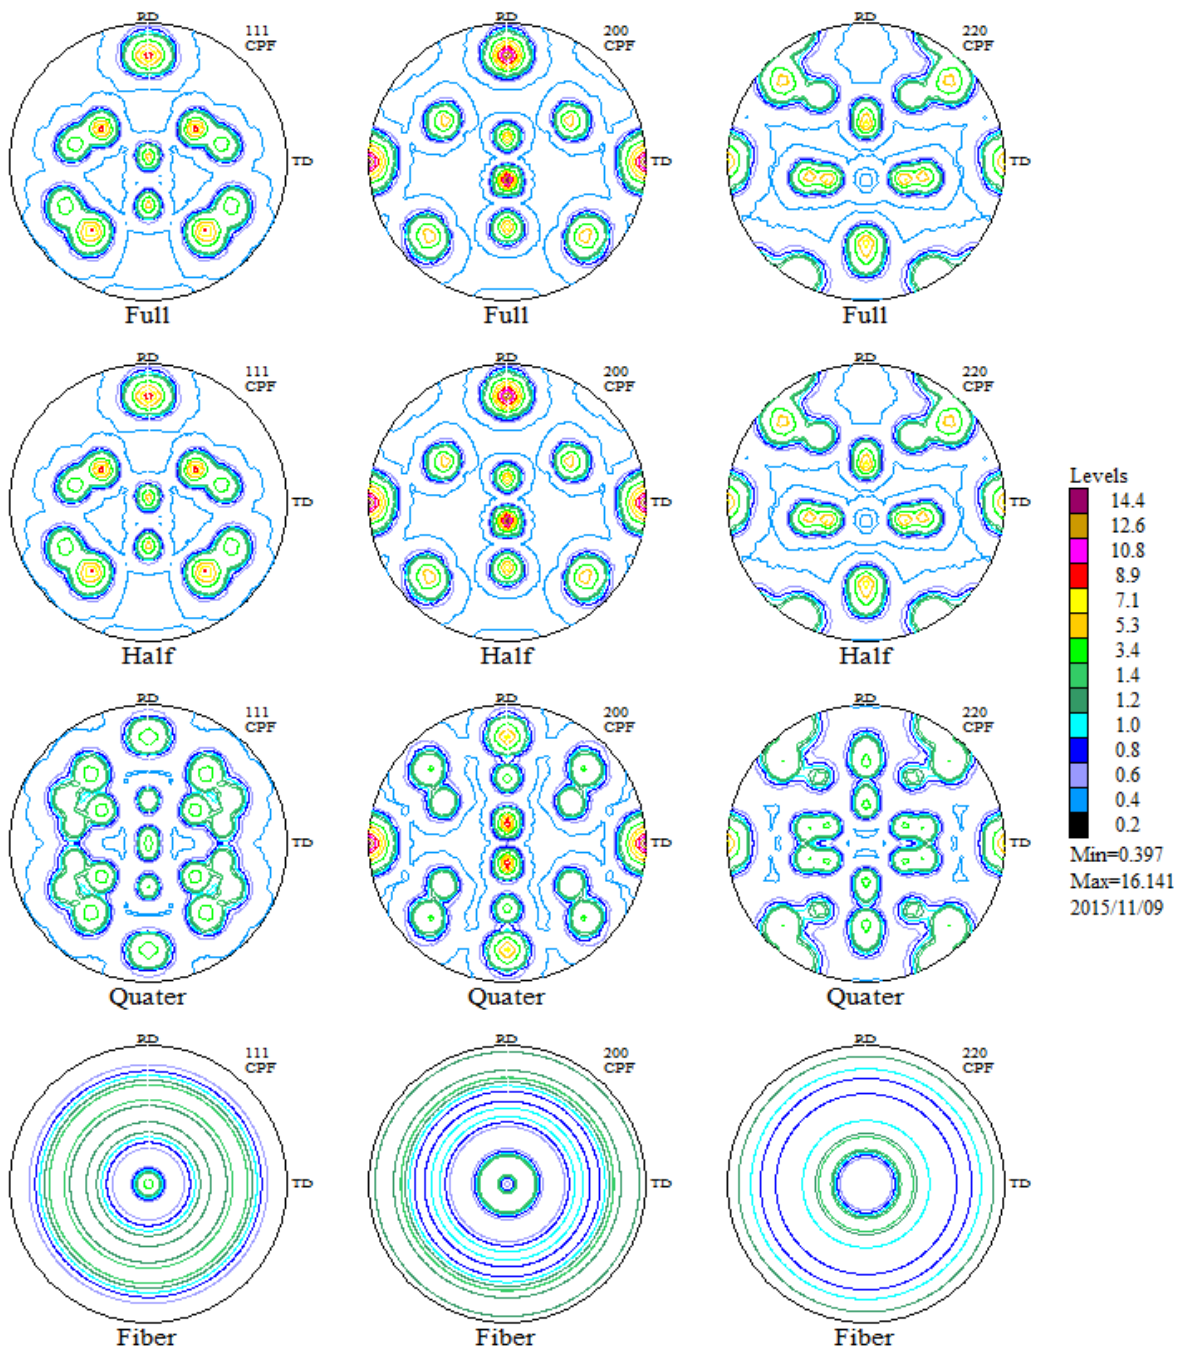 RD
111
CPF
TD
Full
RD
200
CPF
TD
Full
RD
220
CPF
TD
Full
RD
111
CPF
TD
Half
RD
200
CPF
TD
Half
RD
220
CPF
TD
Half
RD
111
CPF
TD
Quater
RD
200
CPF
TD
Quater
RD
220
CPF
TD
Quater
RD
111
CPF
TD
Fiber
RD
200
CPF
TD
Fiber
RD
220
CPF
TD
Fiber
Levels
14.4
12.6
10.8
8.9
7.1
5.3
3.4
1.4
1.2
1.0
0.8
0.6
0.4
0.2
Min=0.397
Max=16.141
2015/11/09